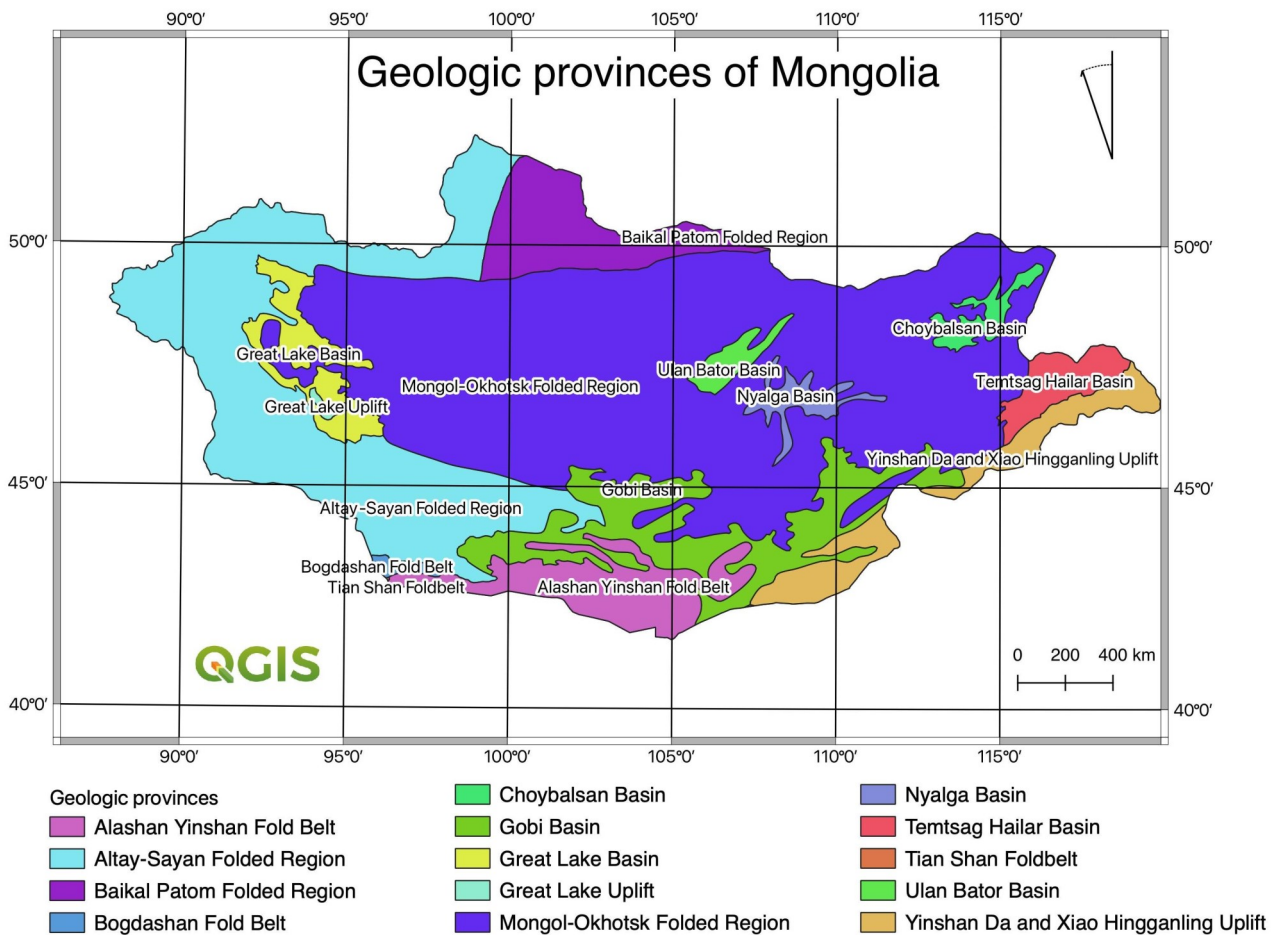 90°0′ 95°0′ 100°0′ 105°0′ 110°0′ 115°0′
Geologic provinces of Mongolia
50°0′ 50°0′
Baikal Patom Folded Region
Choybalsan Basin
Great Lake Basin
Ulan Bator Basin
Temtsag Hailar Basin
Mongol-Okhotsk Folded Region
Nyalga Basin
Great Lake Uplift
Yinshan Da and Xiao Hingganling Uplift
45°0′ 45°0′
Gobi Basin
Altay-Sayan Folded Region
Bogdashan Fold Belt
Tian Shan Foldbelt
Alashan Yinshan Fold Belt
QGIS
0 200 400 km
40°0′ 40°0′
90°0′ 95°0′ 100°0′ 105°0′ 110°0′ 115°0′
Geologic provinces
Alashan Yinshan Fold Belt
Altay-Sayan Folded Region
Baikal Patom Folded Region
Bogdashan Fold Belt
Choybalsan Basin
Gobi Basin
Great Lake Basin
Great Lake Uplift
Mongol-Okhotsk Folded Region
Nyalga Basin
Temtsag Hailar Basin
Tian Shan Foldbelt
Ulan Bator Basin
Yinshan Da and Xiao Hingganling Uplift